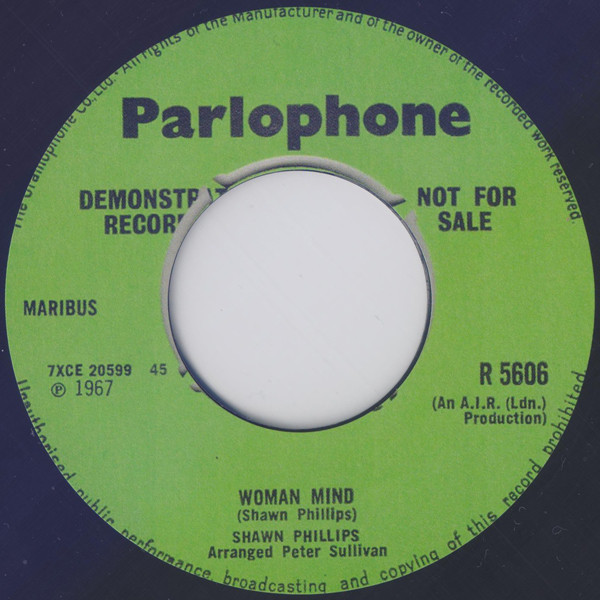 The Gramophone Co. Ltd. All rights of the Manufacturer and of the owner of the recorded work reserved.
Parlophone
DEMONSTRAT
RECOR
NOT FOR
SALE
MARIBUS
7XCE 20599 45
℗ 1967
R 5606
(An A.I.R. (Ldn.)
Production)
WOMAN MIND
(Shawn Phillips)
SHAWN PHILLIPS
Arranged Peter Sullivan
Unauthorised public performance, broadcasting and copying of this record prohibited